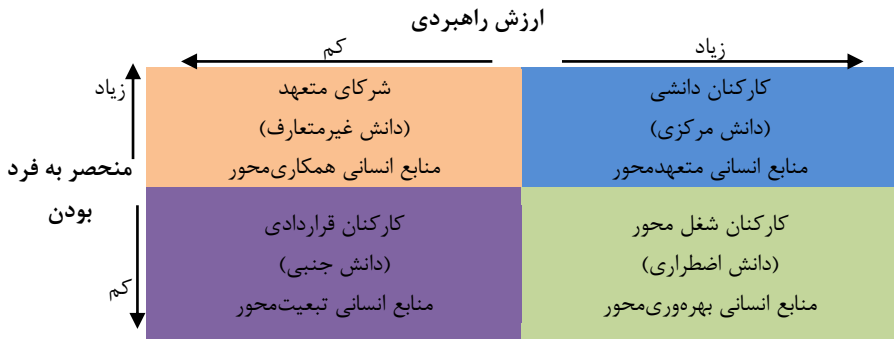 ارزش راهبردی
زیاد
کم
کارکنان دانشی
(دانش مرکزی)
منابع انسانی متعهدمحور
شرکای متعهد
(دانش غیرمتعارف)
منابع انسانی همکاری‌محور
زیاد
منحصر به فرد
بودن
کم
کارکنان شغل محور
(دانش اضطراری)
منابع انسانی بهره‌وری‌محور
کارکنان قراردادی
(دانش جنبی)
منابع انسانی تبعیت‌محور